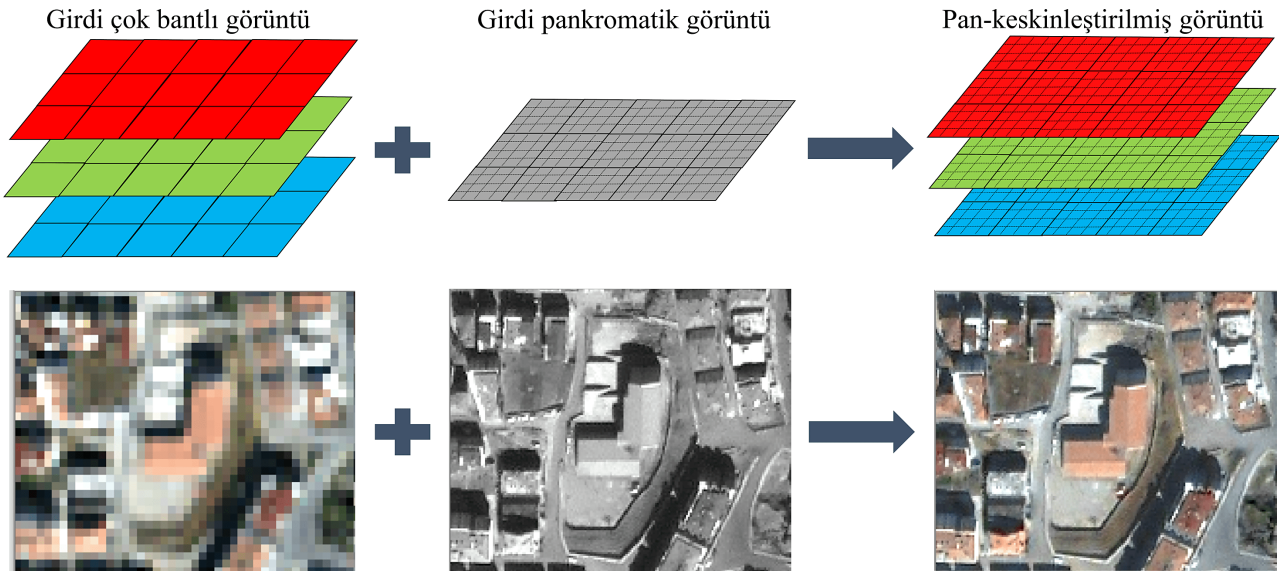 Girdi çok bantlı görüntü
Girdi pankromatik görüntü
Pan-keskinleştirilmiş görüntü